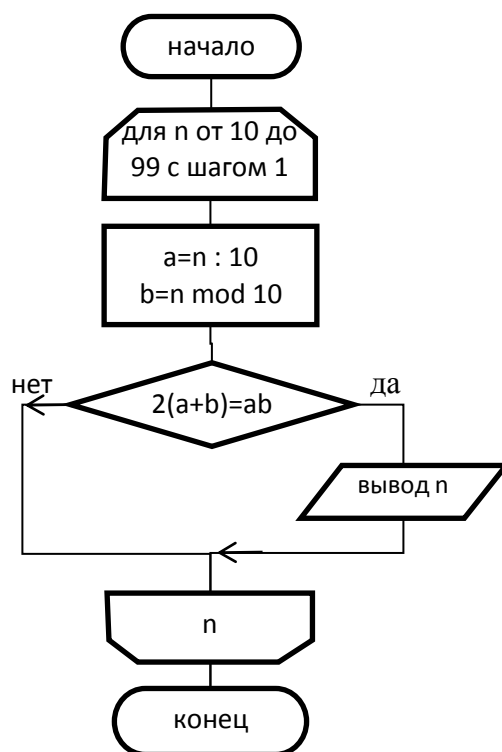 начало
для n от 10 до
99 с шагом 1
a=n : 10
b=n mod 10
нет
2(a+b)=ab
да
вывод n
n
конец